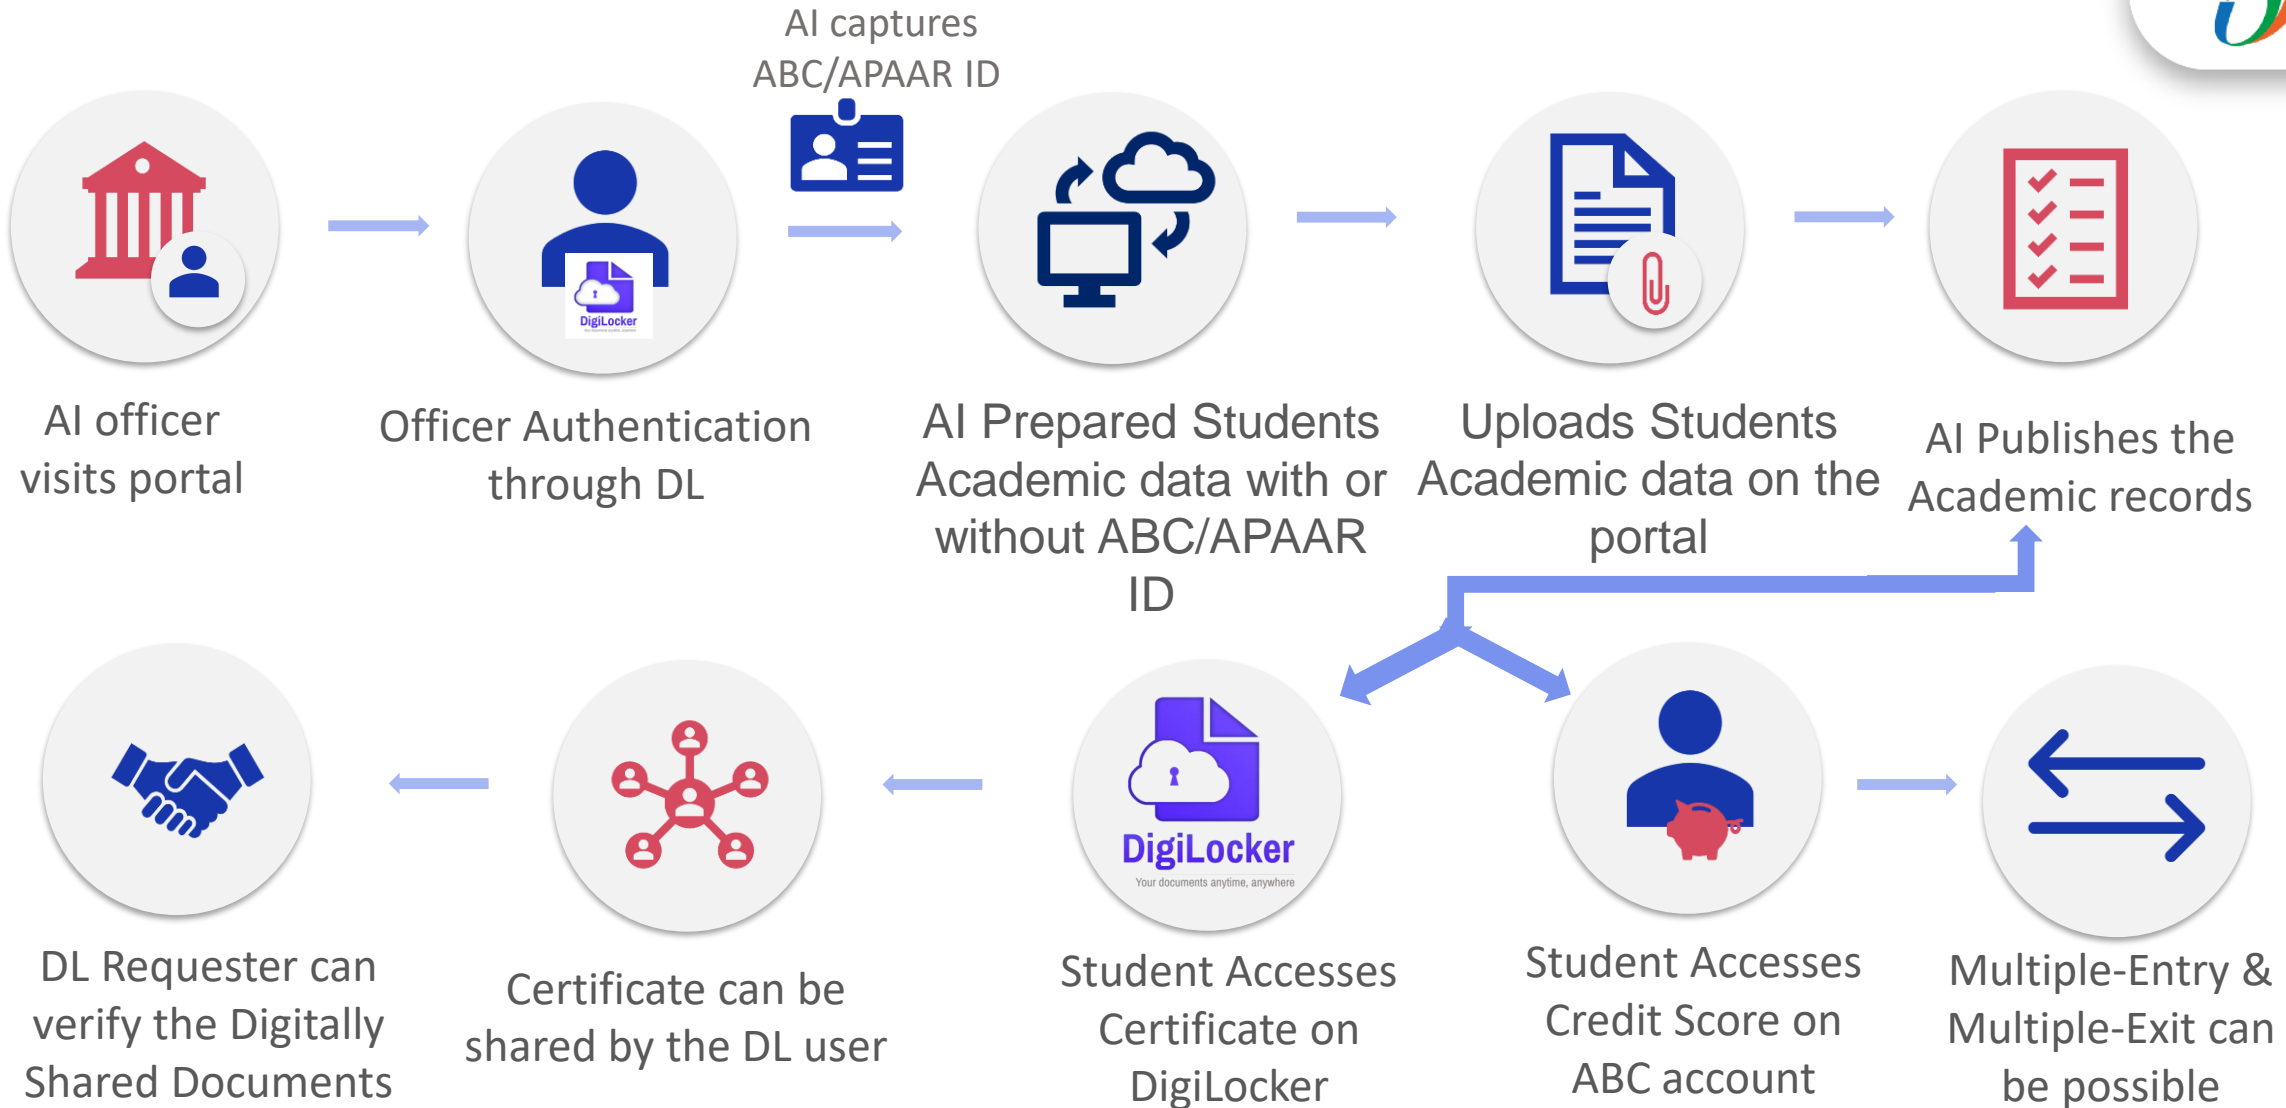 AI captures
ABC/APAAR ID
DigiLocker
AI officer
visits portal
Officer Authentication
through DL
AI Prepared Students
Academic data with or
without ABC/APAAR
ID
Uploads Students
Academic data on the
portal
AI Publishes the
Academic records
DigiLocker
Your documents anytime, anywhere
DL Requester can
verify the Digitally
Shared Documents
Certificate can be
shared by the DL user
Student Accesses
Certificate on
DigiLocker
Student Accesses
Credit Score on
ABC account
Multiple-Entry &
Multiple-Exit can
be possible